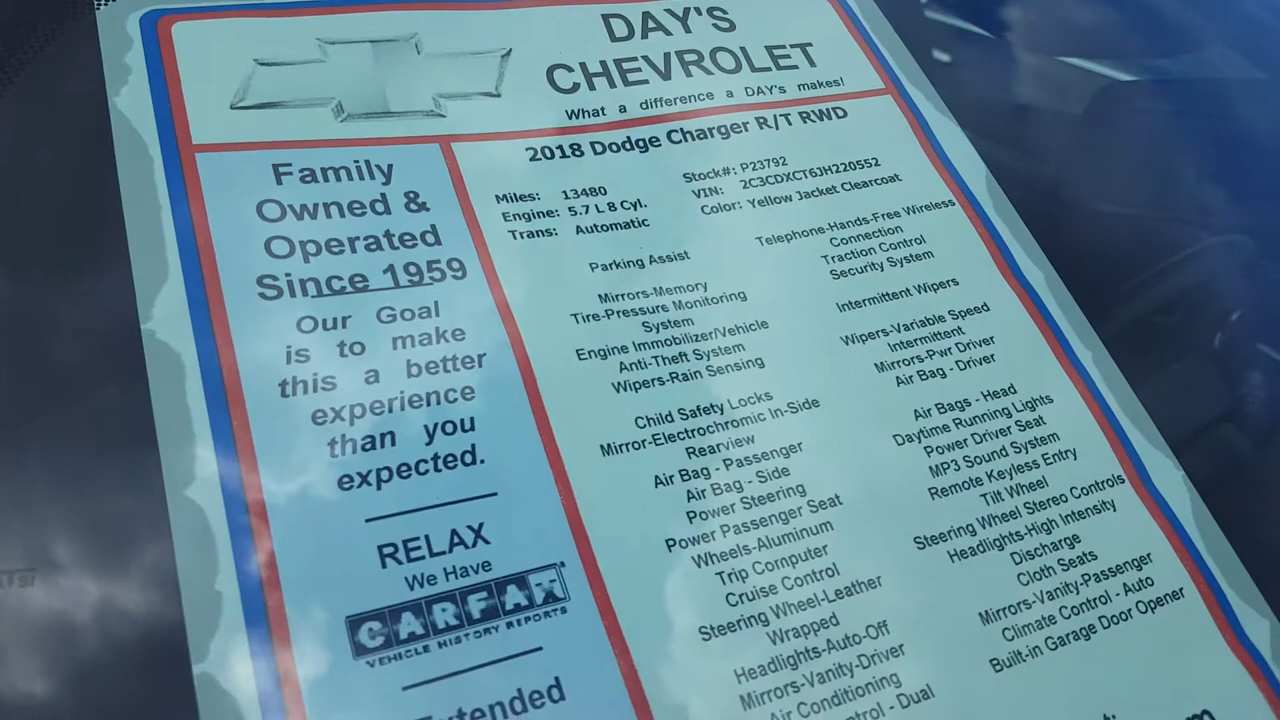 DAY'S
CHEVROLET
What a difference a DAY's makes!
Family
Owned &
Operated
Since 1959
Our Goal
is to make
this a better
experience
than you
expected.
RELAX
We Have
CARFAX
VEHICLE HISTORY REPORTS
2018 Dodge Charger R/T RWD
Miles: 13480
Engine: 5.7 L 8 Cyl.
Trans: Automatic
Stock#: P23792
VIN: 2C3CDXCT6JH220552
Color: Yellow Jacket Clearcoat
Parking Assist
Mirrors-Memory
Tire-Pressure Monitoring
System
Engine Immobilizer/Vehicle
Anti-Theft System
Wipers-Rain Sensing
Child Safety Locks
Mirror-Electrochromic In-Side
Rearview
Air Bag - Passenger
Air Bag - Side
Power Steering
Power Passenger Seat
Wheels-Aluminum
Trip Computer
Cruise Control
Steering Wheel-Leather
Wrapped
Headlights-Auto-Off
Mirrors-Vanity-Driver
Air Conditioning
- Dual
Telephone-Hands-Free Wireless
Connection
Traction Control
Security System
Intermittent Wipers
Wipers-Variable Speed
Intermittent
Mirrors-Pwr Driver
Air Bag - Driver
Air Bags - Head
Daytime Running Lights
Power Driver Seat
MP3 Sound System
Remote Keyless Entry
Tilt Wheel
Steering Wheel Stereo Controls
Headlights-High Intensity
Discharge
Cloth Seats
Mirrors-Vanity-Passenger
Climate Control - Auto
Built-in Garage Door Opener